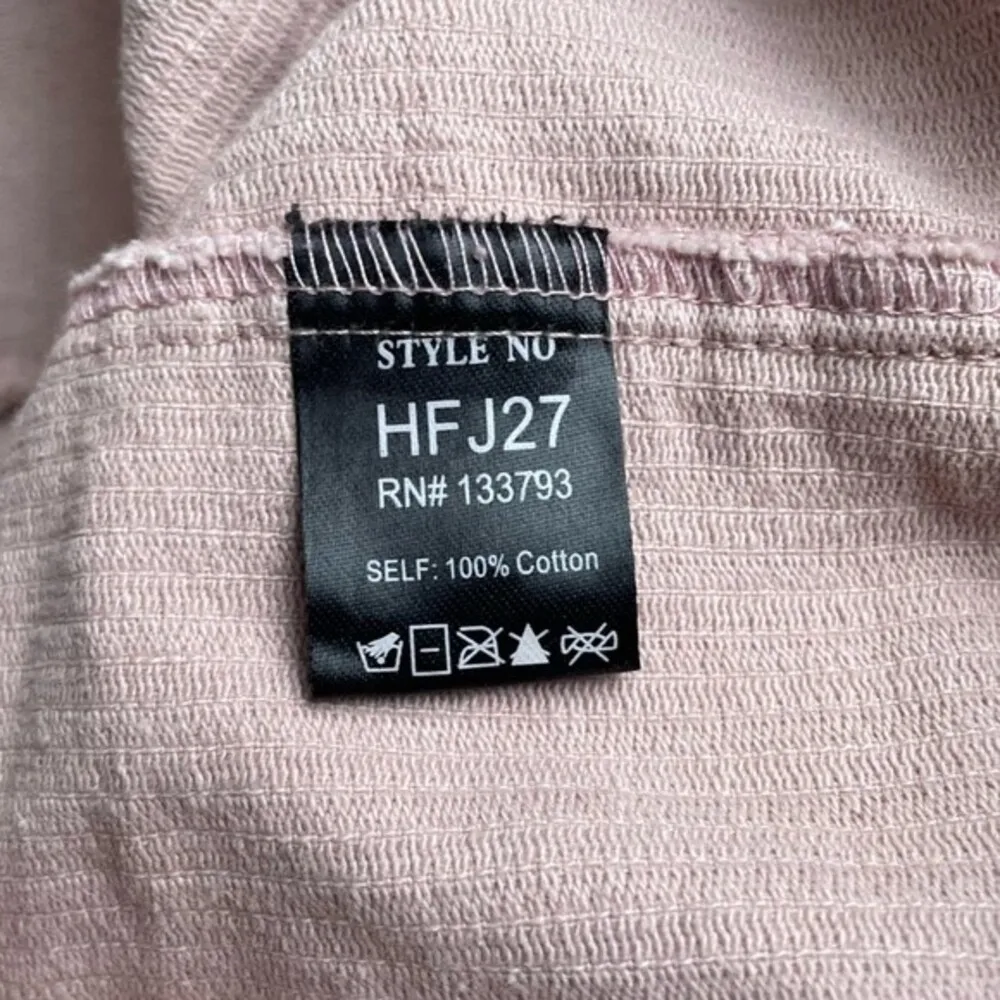 STYLE NO
HFJ27
RN# 133793
SELF: 100% Cotton